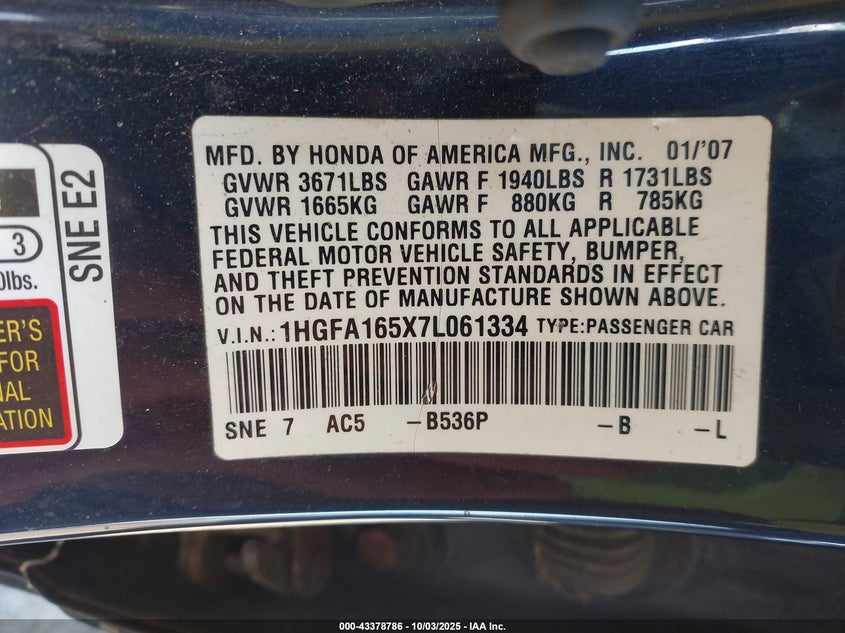 MFD. BY HONDA OF AMERICA MFG., INC. 01/'07
GVWR 3671LBS GAWR F 1940LBS R 1731LBS
GVWR 1665KG GAWR F 880KG R 785KG
THIS VEHICLE CONFORMS TO ALL APPLICABLE
FEDERAL MOTOR VEHICLE SAFETY, BUMPER,
AND THEFT PREVENTION STANDARDS IN EFFECT
ON THE DATE OF MANUFACTURE SHOWN ABOVE.
V.I.N.: 1HGFA165X7L061334 TYPE:PASSENGER CAR
SNE 7 AC5 -B536P -B -L
SNE E2
3
0lbs.
ER'S
FOR
NAL
ATION
000-43378786 - 10/03/2025 - IAA Inc.